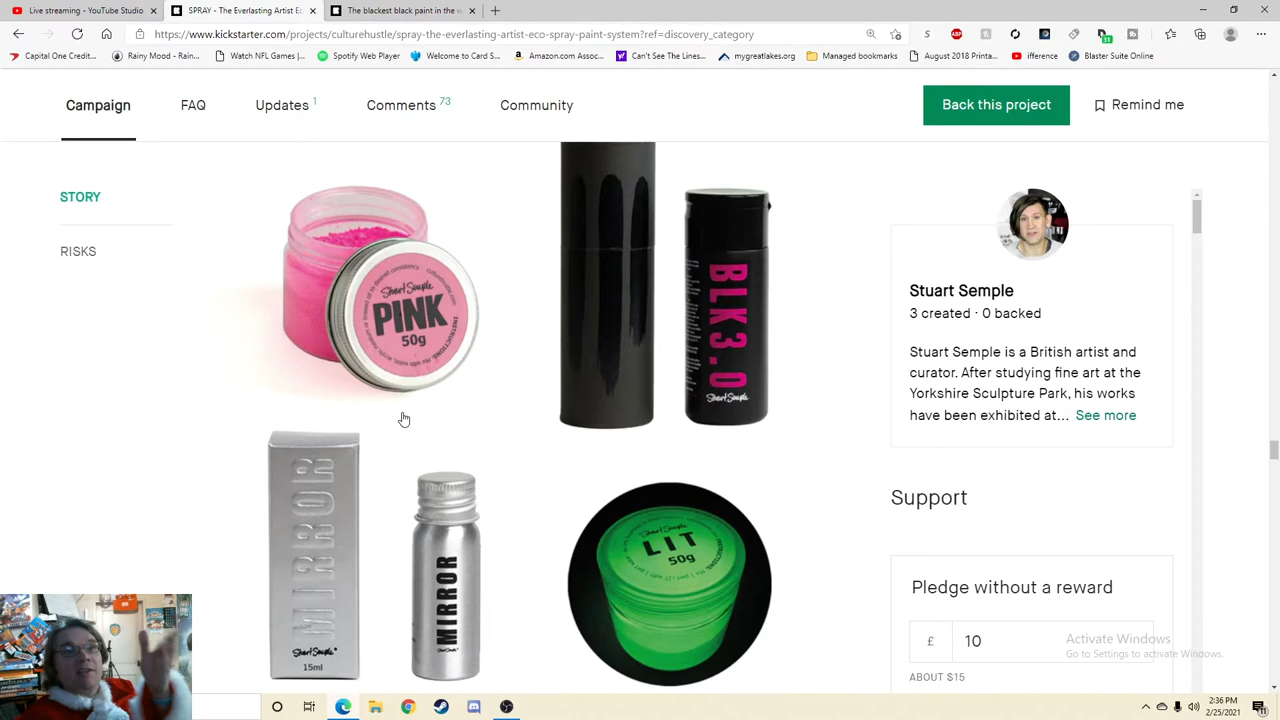 Live streaming - YouTube Studio
SPRAY - The Everlasting Artist Ec
The blackest black paint in the w
https://www.kickstarter.com/projects/culturehustle/spray-the-everlasting-artist-eco-spray-paint-system?ref=discovery_category
Capital One Credit...
Rainy Mood - Rain...
Watch NFL Games |...
Spotify Web Player
Welcome to Card S...
Amazon.com Assoc...
Can't See The Lines...
mygreatlakes.org
Managed bookmarks
August 2018 Printa...
ifference
Blaster Suite Online
Campaign
FAQ
Updates 1
Comments 73
Community
Back this project
Remind me
STORY
RISKS
Stuart Semple
PINK
50g
BLK3.0
Stuart Semple
Stuart Semple
3 created · 0 backed
Stuart Semple is a British artist and
curator. After studying fine art at the
Yorkshire Sculpture Park, his works
have been exhibited at... See more
MIRROR
Stuart Semple
15ml
MIRROR
Stuart Semple
Stuart Semple
LIT
50g
Support
Pledge without a reward
£
10
ABOUT $15
Activate Windows
Go to Settings to activate Windows.
2:36 PM
2/25/2021